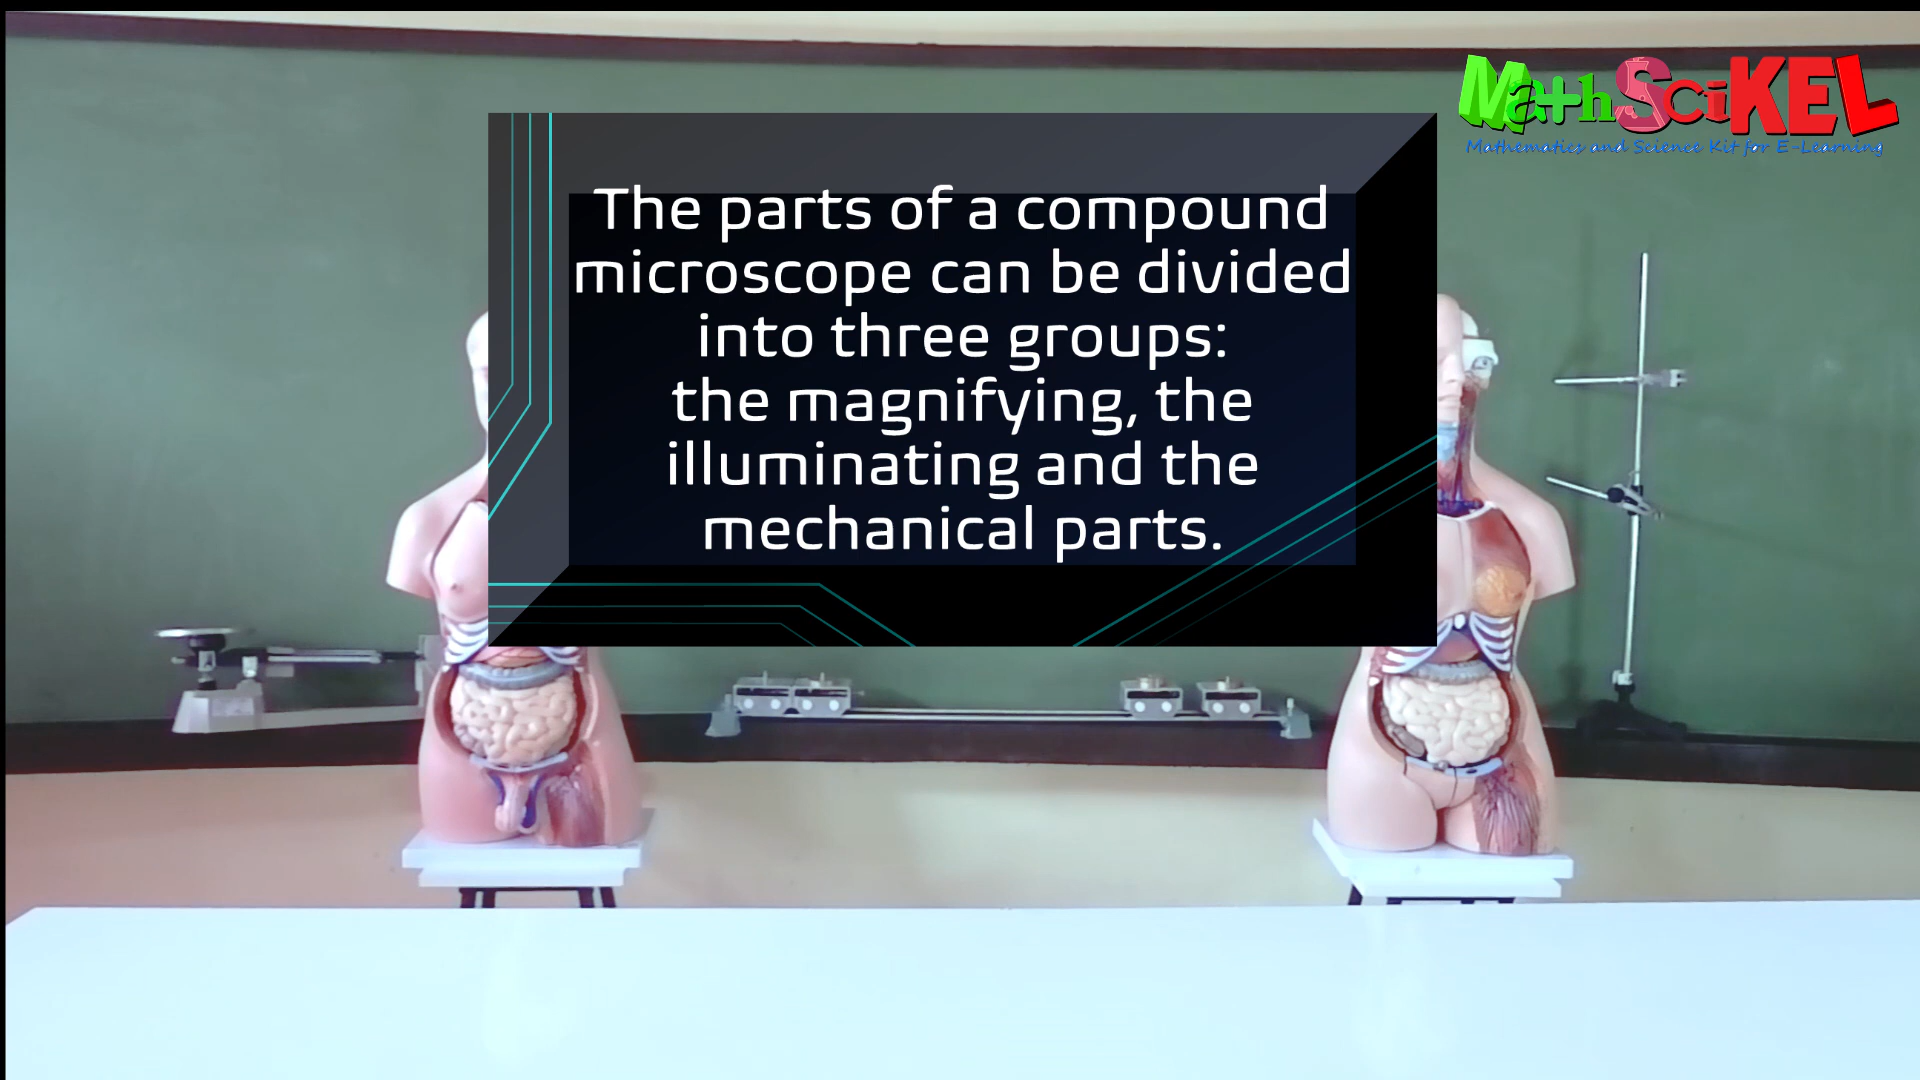 MathSciKEL
Mathematics and Science Kit for E-Learning
The parts of a compound
microscope can be divided
into three groups:
the magnifying, the
illuminating and the
mechanical parts.